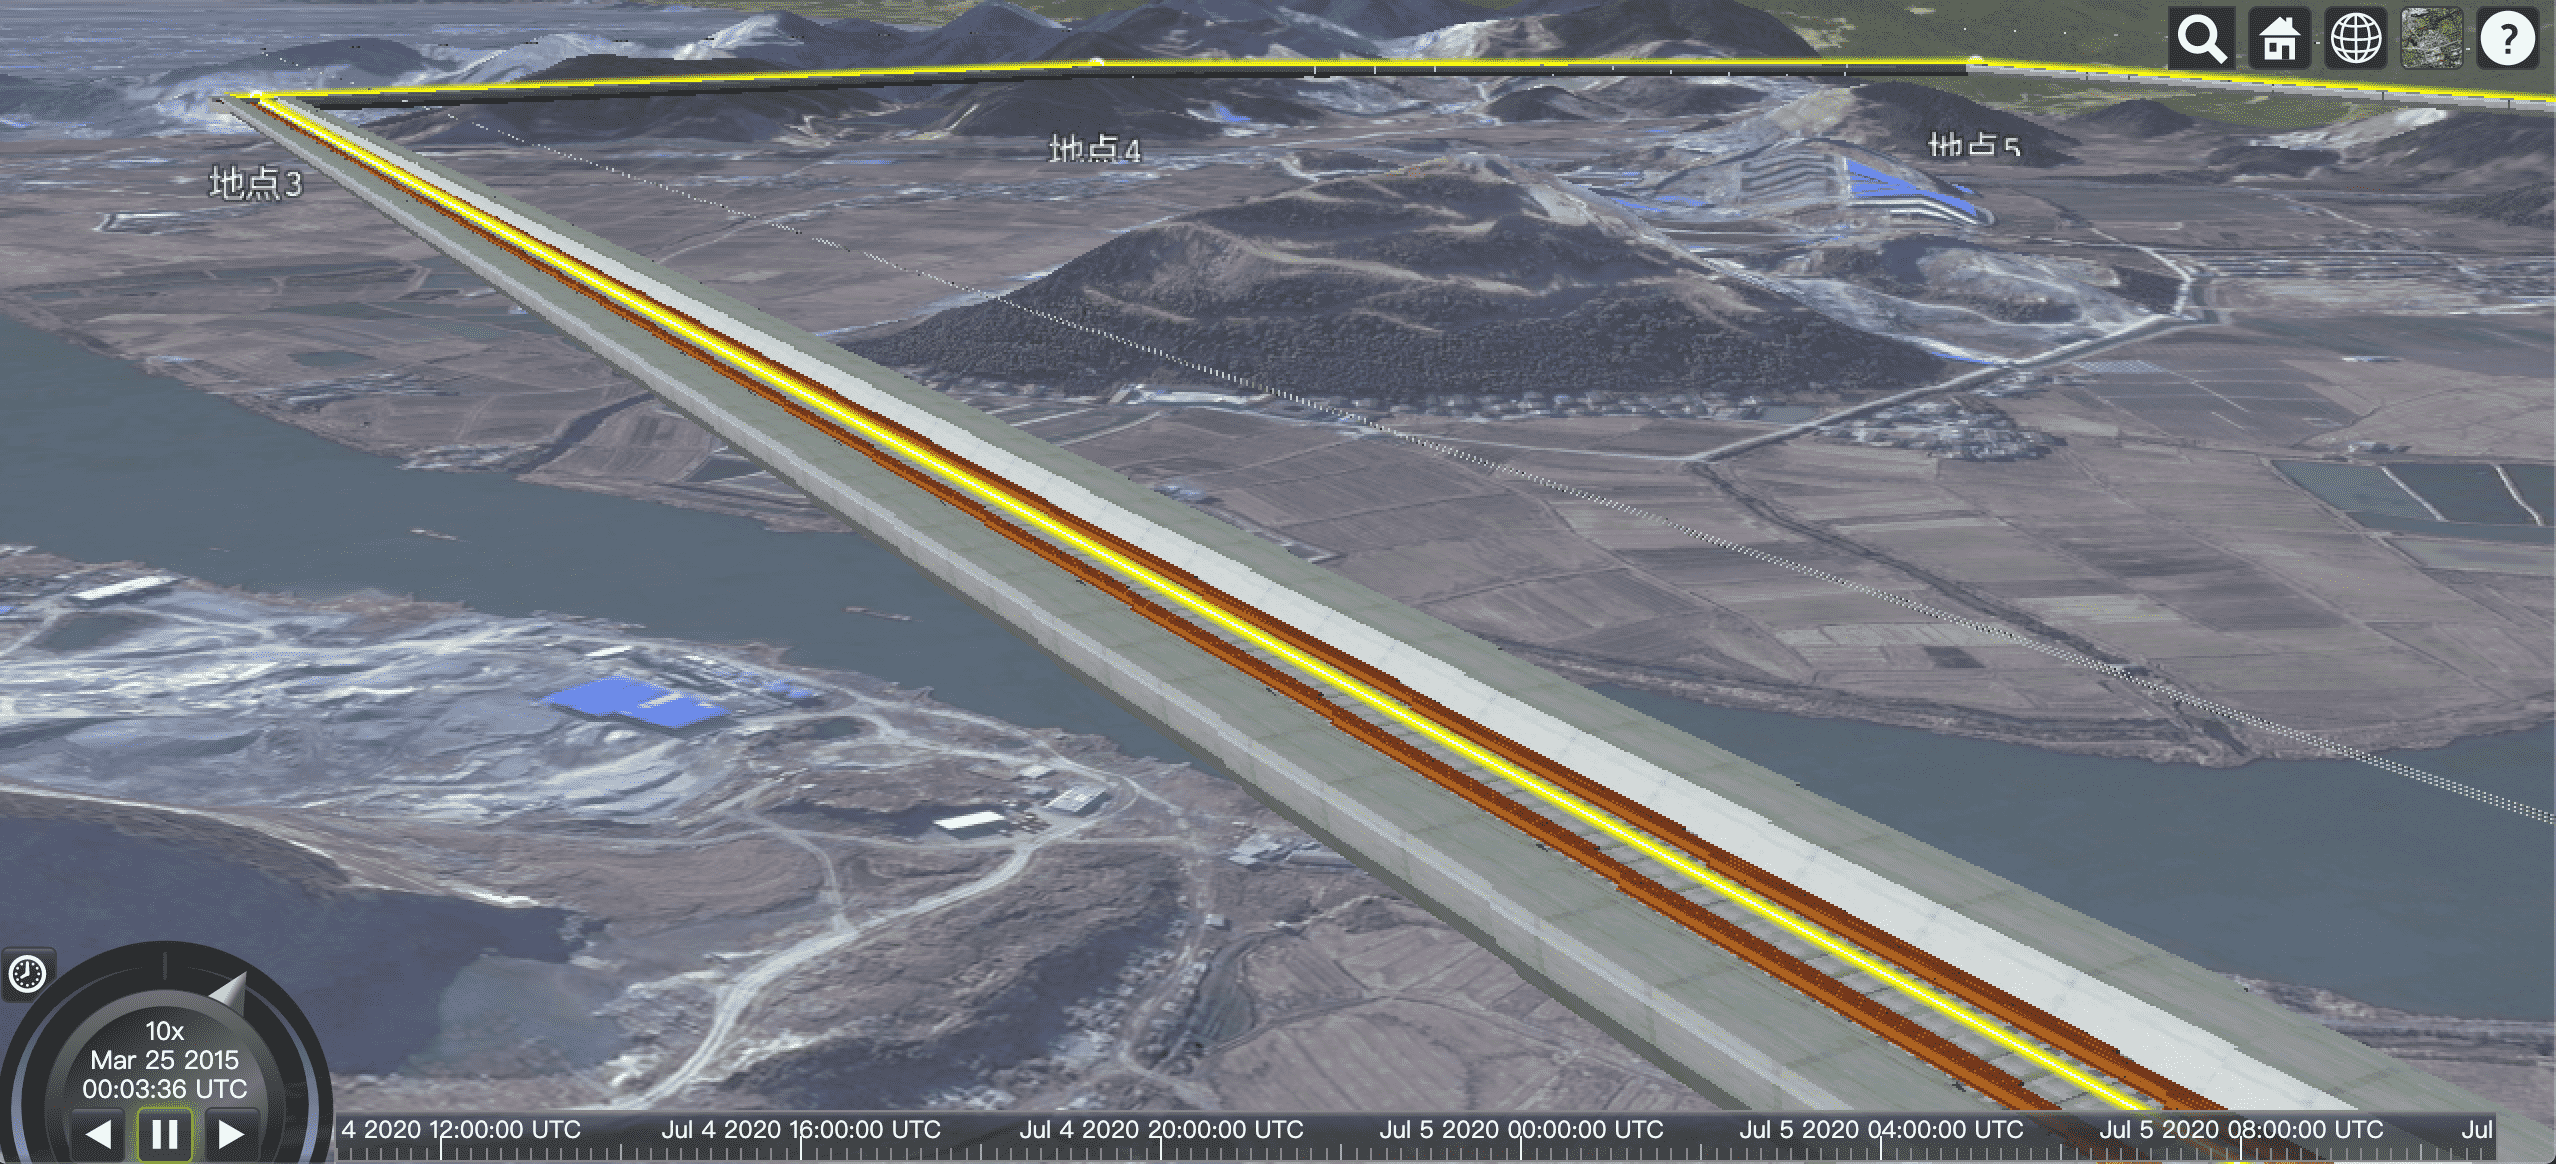 ?
地点4
地点5
地点3
10x
Mar 25 2015
00:03:36 UTC
4 2020 12:00:00 UTC
Jul 4 2020 16:00:00 UTC
Jul 4 2020 20:00:00 UTC
Jul 5 2020 00:00:00 UTC
Jul 5 2020 04:00:00 UTC
Jul 5 2020 08:00:00 UTC
Jul